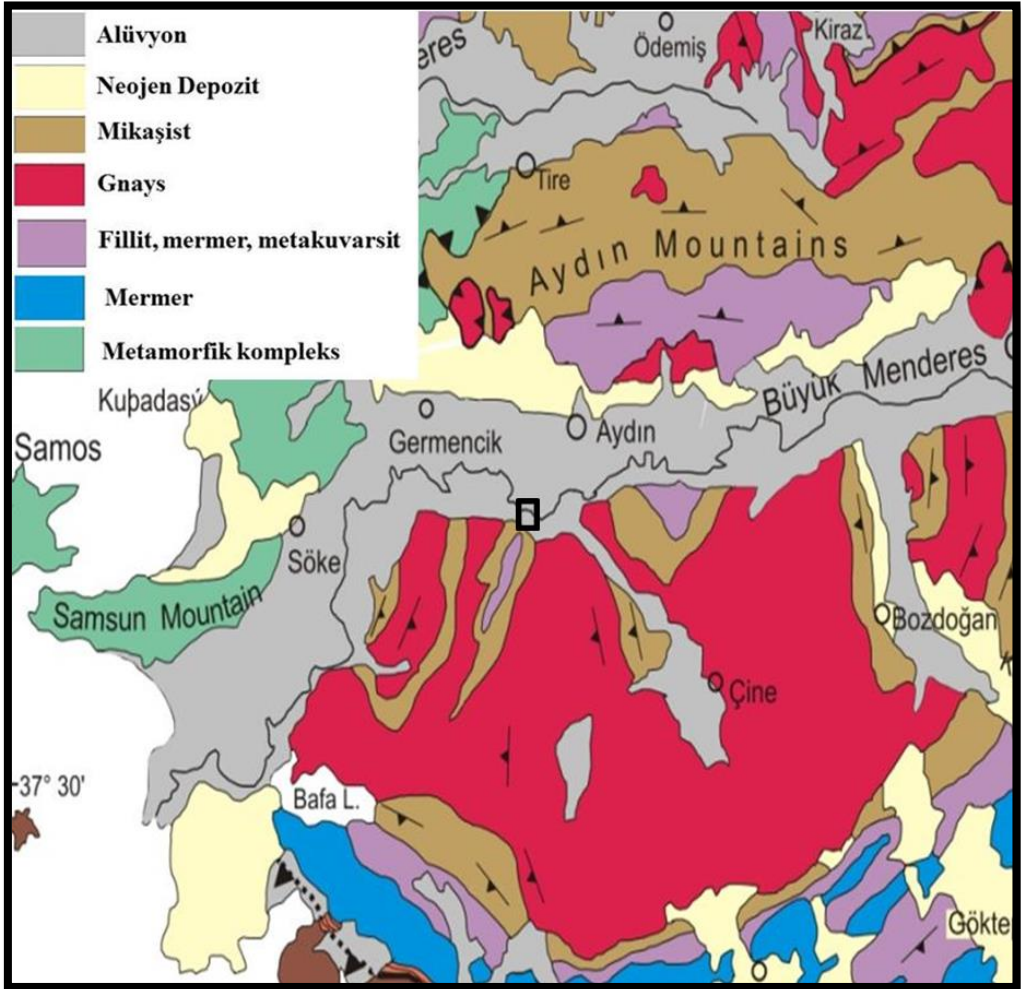 Alüvyon
Neojen Depozit
Mikaşist
Gnays
Fillit, mermer, metakuvarsit
Mermer
Metamorfik kompleks
eres
Ödemiş
Kiraz
Tire
Aydın Mountains
Büyük Menderes
Kuþadasý
Samos
Germencik
Aydın
Söke
Samsun Mountain
Bozdoğan
K
Çine
37° 30'
Bafa L.
Gökte